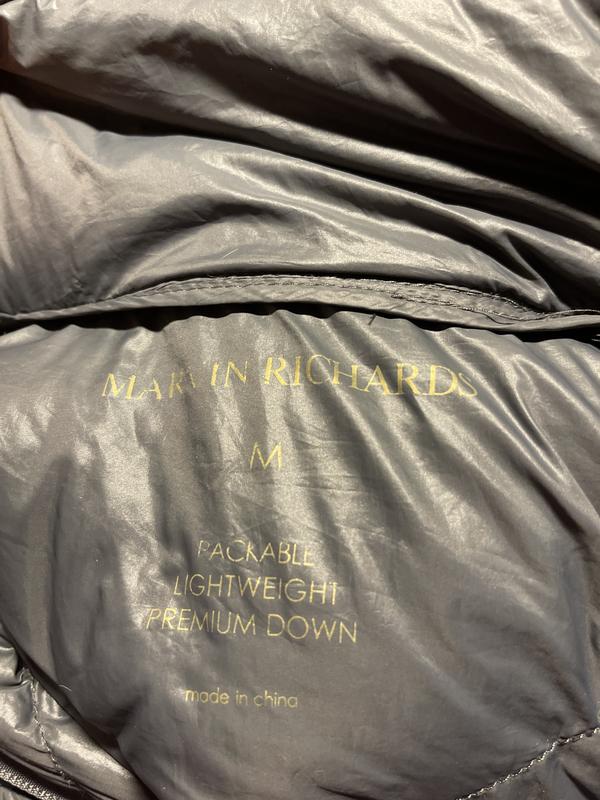 MARVIN RICHARDS
M
PACKABLE
LIGHTWEIGHT
PREMIUM DOWN
made in china